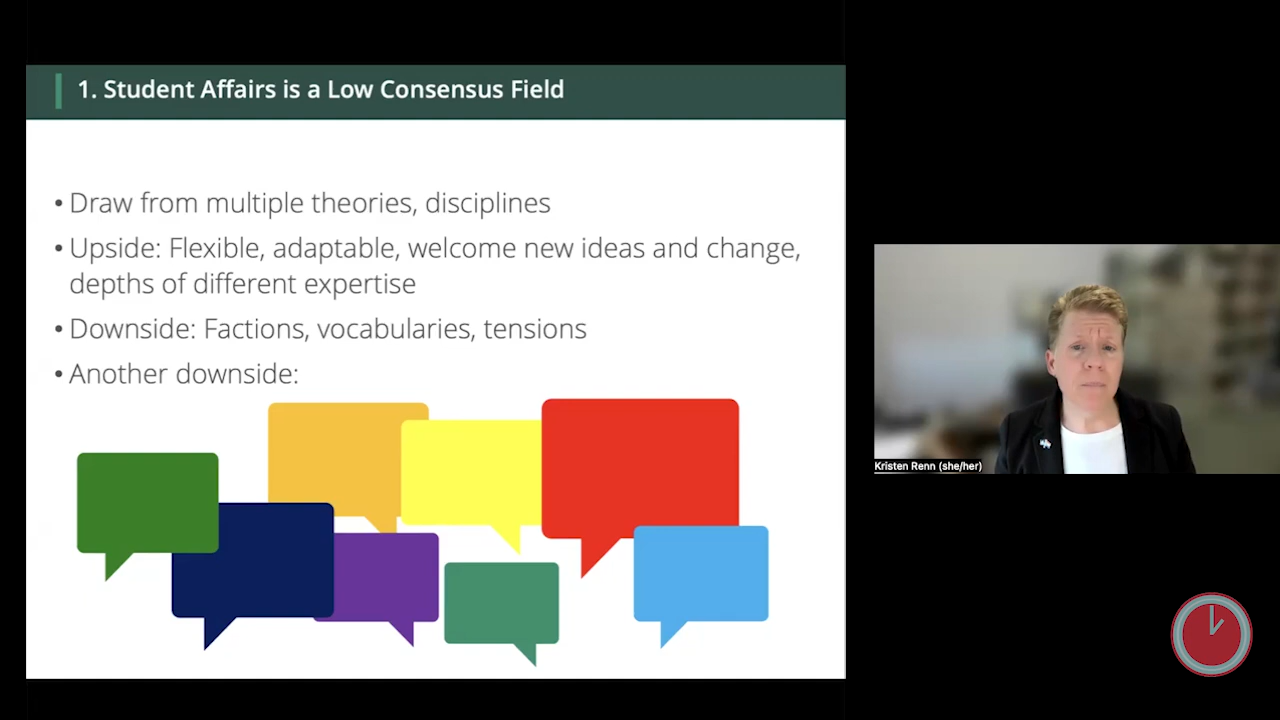 1. Student Affairs is a Low Consensus Field
• Draw from multiple theories, disciplines
• Upside: Flexible, adaptable, welcome new ideas and change,
depths of different expertise
• Downside: Factions, vocabularies, tensions
• Another downside:
Kristen Renn (she/her)